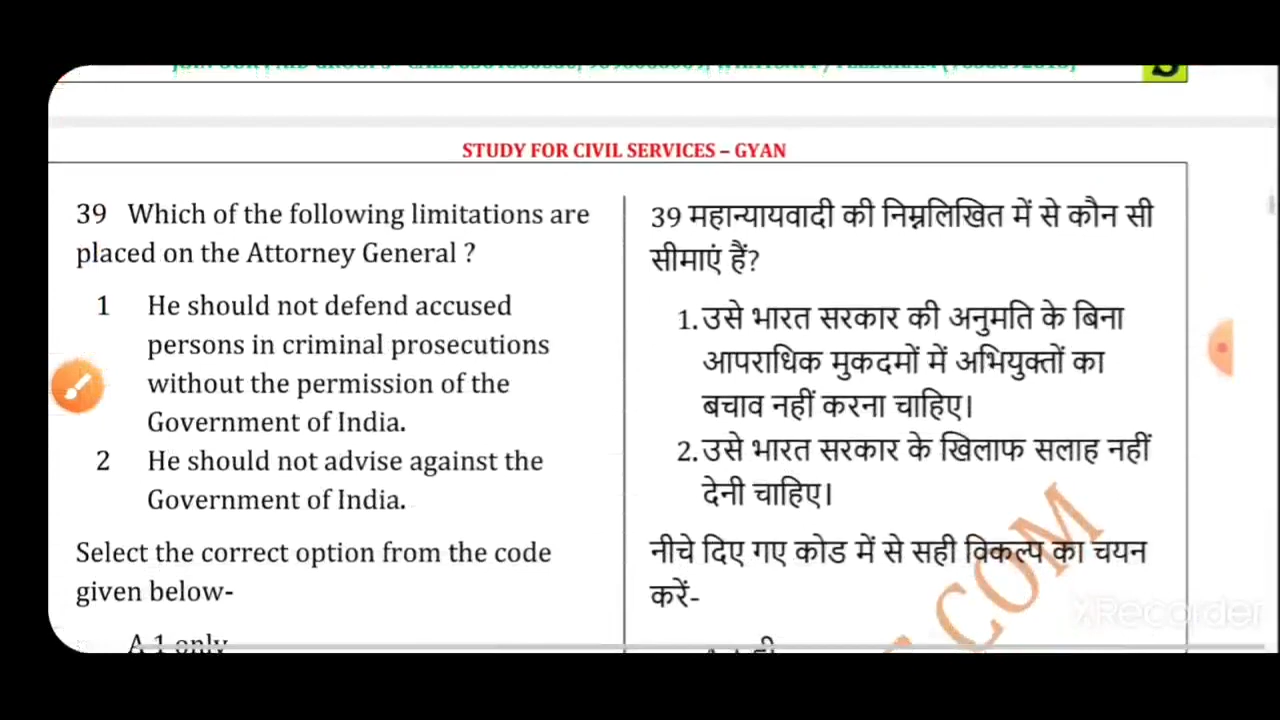 STUDY FOR CIVIL SERVICES – GYAN
39 Which of the following limitations are
placed on the Attorney General ?
1 He should not defend accused
persons in criminal prosecutions
without the permission of the
Government of India.
2 He should not advise against the
Government of India.
Select the correct option from the code
given below-
A 1 only
39 महान्यायवादी की निम्नलिखित में से कौन सी
सीमाएं हैं?
1. उसे भारत सरकार की अनुमति के बिना
आपराधिक मुकदमों में अभियुक्तों का
बचाव नहीं करना चाहिए।
2. उसे भारत सरकार के खिलाफ सलाह नहीं
देनी चाहिए।
नीचे दिए गए कोड में से सही विकल्प का चयन
करें-
.COM
XRecorder